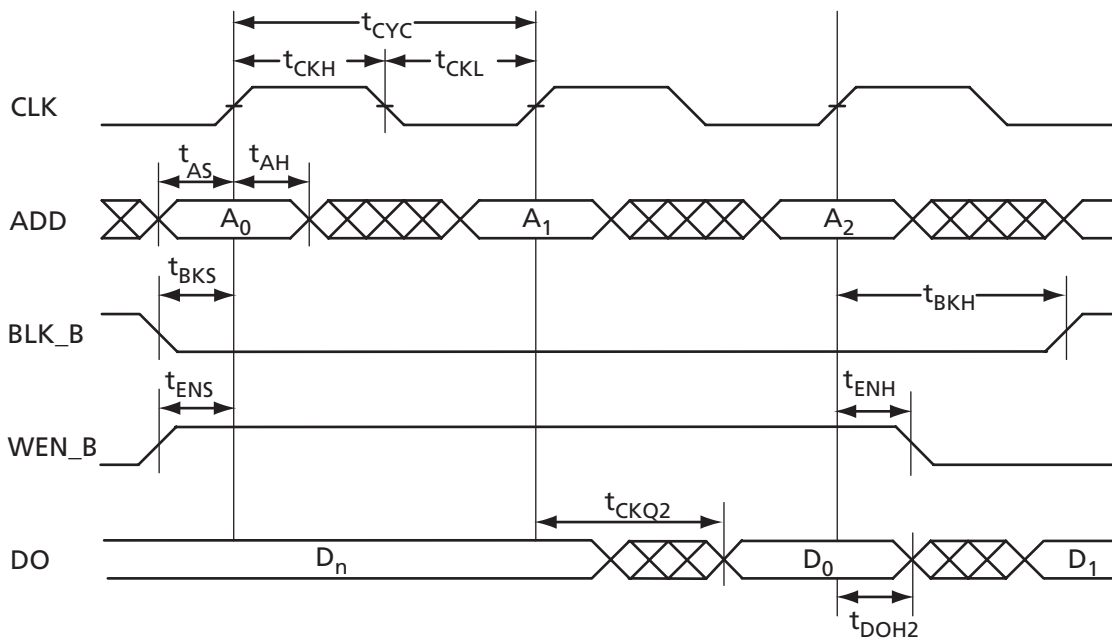 tCYC
tCKH tCKL
CLK
tAS tAH
ADD A0 A1 A2
tBKS tBKH
BLK_B
tENS tENH
WEN_B
tCKQ2
DO Dn D0 D1
tDOH2